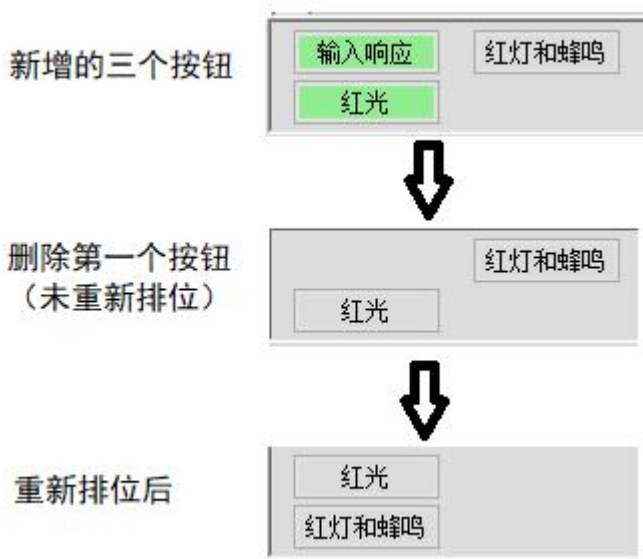 新增的三个按钮
输入响应 红灯和蜂鸣
红光
删除第一个按钮
（未重新排位）
红灯和蜂鸣
红光
重新排位后
红光
红灯和蜂鸣